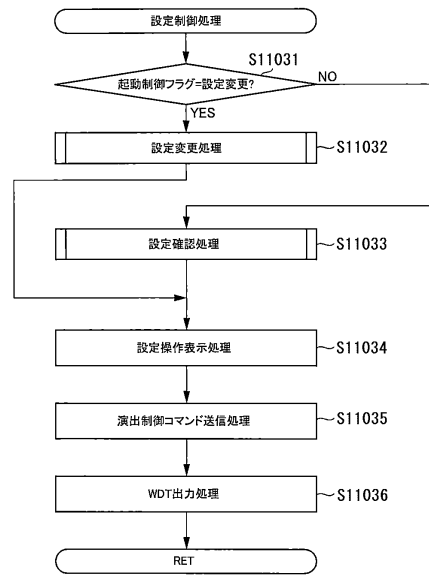 設定制御処理
S11031
起動制御フラグ=設定変更?
NO
YES
設定変更処理
S11032
設定確認処理
S11033
設定操作表示処理
S11034
演出制御コマンド送信処理
S11035
WDT出力処理
S11036
RET